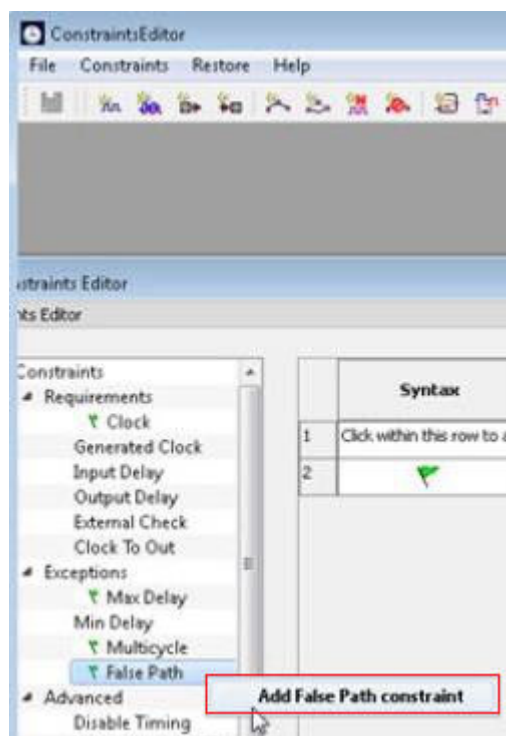 ConstraintsEditor
File Constraints Restore Help
straints Editor
nts Editor
Constraints
Requirements
Clock
Generated Clock
Input Delay
Output Delay
External Check
Clock To Out
Exceptions
Max Delay
Min Delay
Multicycle
False Path
Advanced
Disable Timing
Syntax
1 Click within this row to a
2
Add False Path constraint